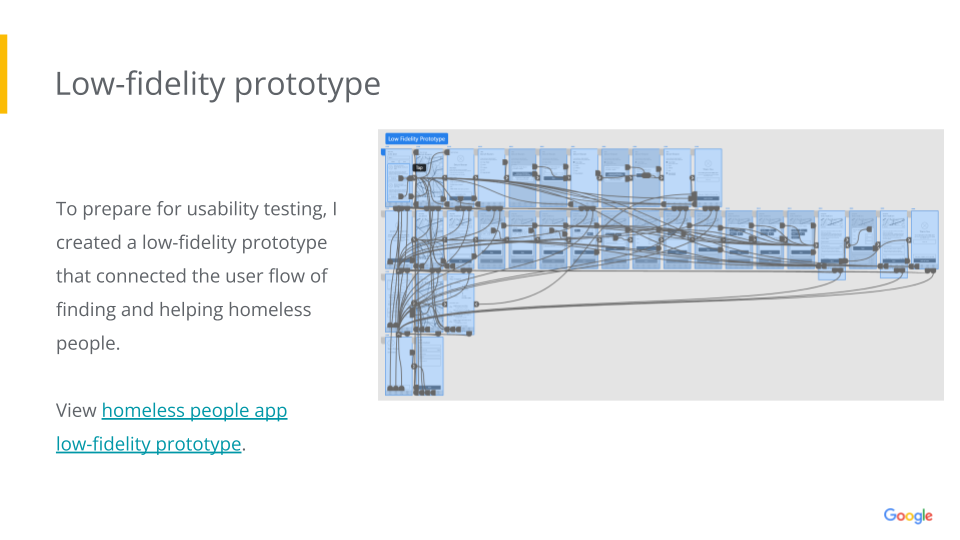 Low-fidelity prototype
Low Fidelity Prototype
Tap
To prepare for usability testing, I
created a low-fidelity prototype
that connected the user flow of
finding and helping homeless
people.
View homeless people app
low-fidelity prototype.
Google